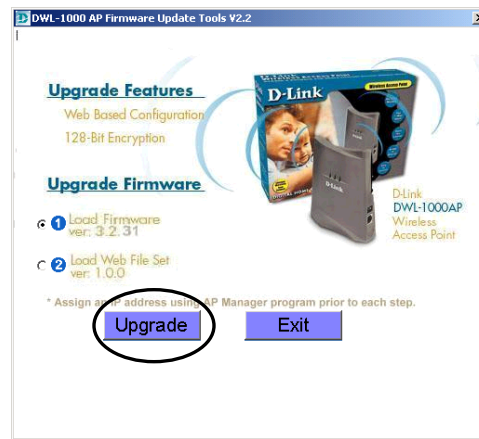 DWL-1000 AP Firmware Update Tools V2.2
Upgrade Features
Web Based Configuration
128-Bit Encryption
D-Link
Wireless Access Point
D-Link
Upgrade Firmware
1 Load Firmware
ver: 3.2.31
D-Link
DWL-1000AP
Wireless
Access Point
2 Load Web File Set
ver: 1.0.0
* Assign an IP address using AP Manager program prior to each step.
Upgrade
Exit